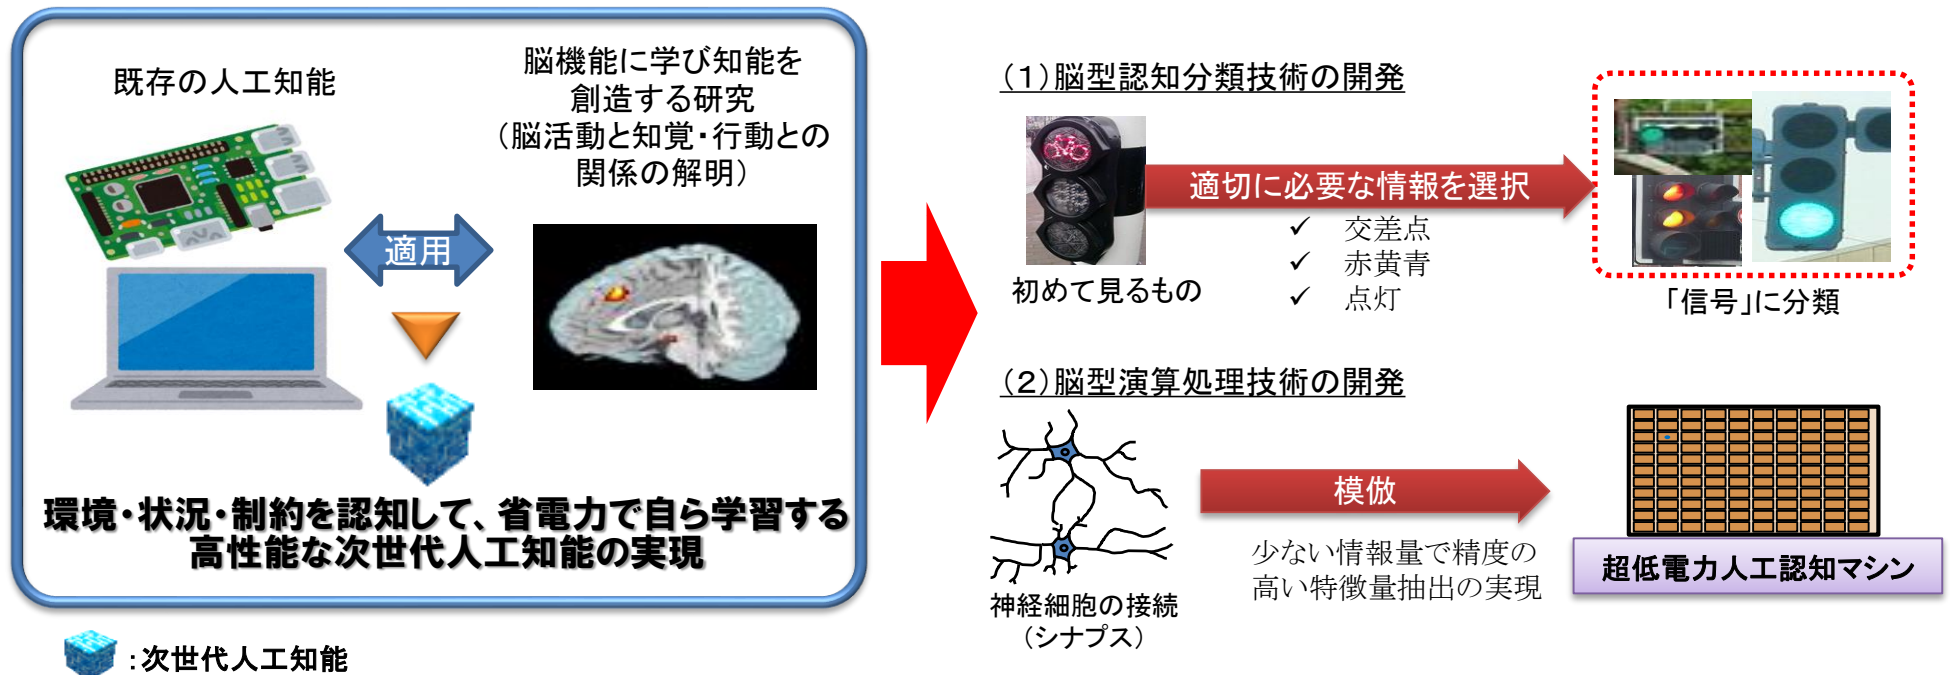 既存の人工知能
脳機能に学び知能を
創造する研究
(脳活動と知覚・行動との
関係の解明)
適用
環境・状況・制約を認知して、省電力で自ら学習する
高性能な次世代人工知能の実現
:次世代人工知能
(1)脳型認知分類技術の開発
適切に必要な情報を選択
✓ 交差点
✓ 赤黄青
✓ 点灯
初めて見るもの
「信号」に分類
(2)脳型演算処理技術の開発
模倣
少ない情報量で精度の
高い特徴量抽出の実現
神経細胞の接続
(シナプス)
超低電力人工認知マシン